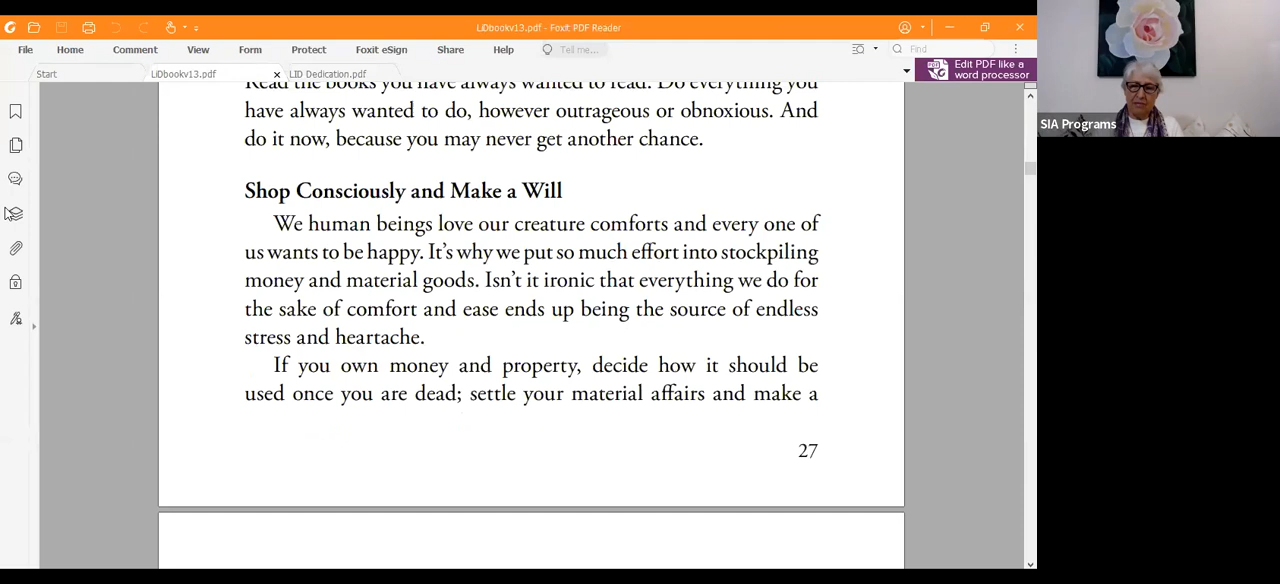 LiDbookv13.pdf - Foxit PDF Reader
File Home Comment View Form Protect Foxit eSign Share Help Tell me... Find
Start LiDbookv13.pdf LID Dedication.pdf Edit PDF like a
word processor
Read the books you have always wanted to read. Do everything you
have always wanted to do, however outrageous or obnoxious. And
do it now, because you may never get another chance.
Shop Consciously and Make a Will
We human beings love our creature comforts and every one of
us wants to be happy. It's why we put so much effort into stockpiling
money and material goods. Isn't it ironic that everything we do for
the sake of comfort and ease ends up being the source of endless
stress and heartache.
If you own money and property, decide how it should be
used once you are dead; settle your material affairs and make a
27
SIA Programs